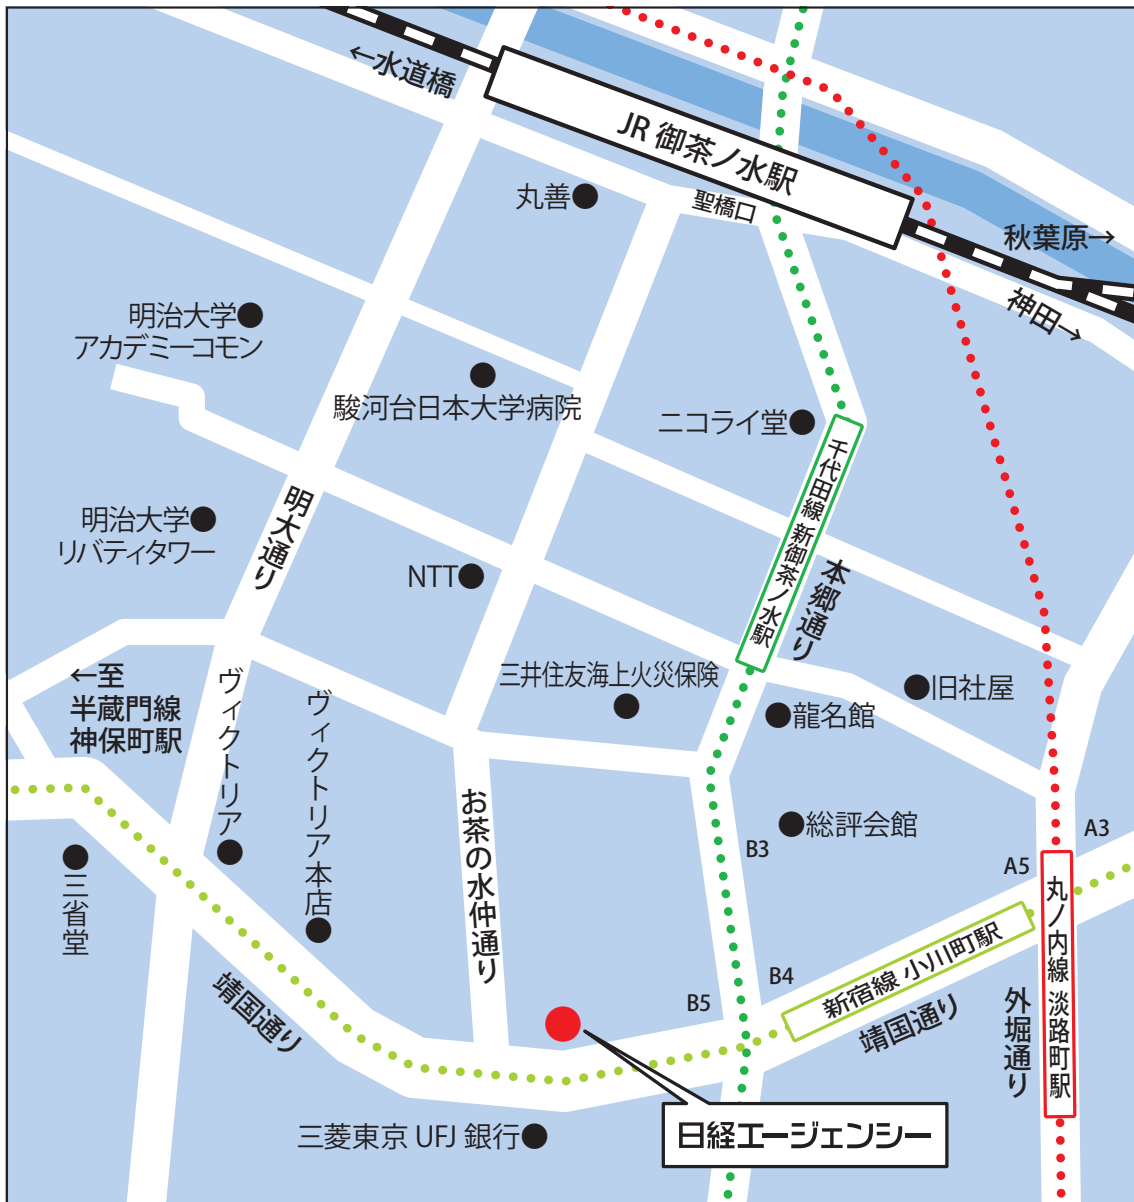 ←水道橋
JR 御茶ノ水駅
丸善
聖橋口
秋葉原→
神田→
明治大学
アカデミーコモン
駿河台日本大学病院
ニコライ堂
千代田線 新御茶ノ水駅
明治大学
リバティタワー
明大通り
NTT
本郷通り
←至
半蔵門線
神保町駅
ヴィクトリア
ヴィクトリア本店
三井住友海上火災保険
龍名館
旧社屋
お茶の水仲通り
総評会館
B3
A3
A5
三省堂
丸ノ内線 淡路町駅
新宿線 小川町駅
B4
B5
靖国通り
靖国通り
外堀通り
三菱東京 UFJ 銀行
日経エージェンシー